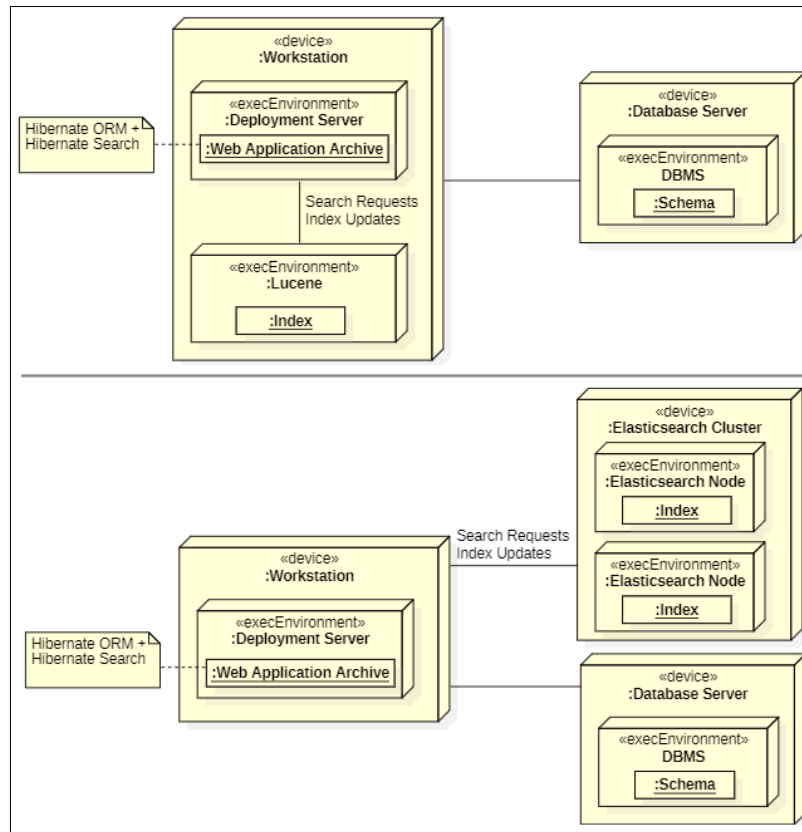 «device»
:Workstation
«execEnvironment»
:Deployment Server
:Web Application Archive
Hibernate ORM +
Hibernate Search
Search Requests
Index Updates
«execEnvironment»
:Lucene
:Index
«device»
:Database Server
«execEnvironment»
DBMS
:Schema
«device»
:Elasticsearch Cluster
«execEnvironment»
:Elasticsearch Node
:Index
«execEnvironment»
:Elasticsearch Node
:Index
Search Requests
Index Updates
«device»
:Workstation
«execEnvironment»
:Deployment Server
:Web Application Archive
Hibernate ORM +
Hibernate Search
«device»
:Database Server
«execEnvironment»
DBMS
:Schema